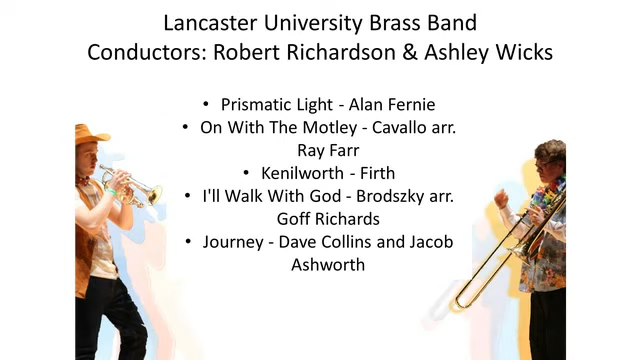 Lancaster University Brass Band
Conductors: Robert Richardson & Ashley Wicks
• Prismatic Light - Alan Fernie
• On With The Motley - Cavallo arr.
Ray Farr
• Kenilworth - Firth
• I'll Walk With God - Brodszky arr.
Goff Richards
• Journey - Dave Collins and Jacob
Ashworth